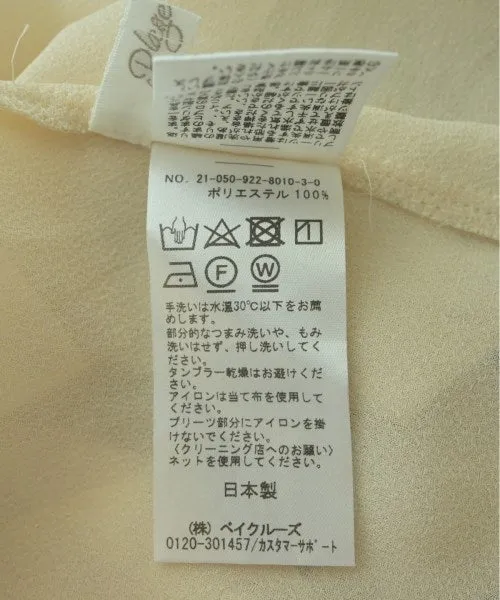 Plage
NO. 21-050-922-8010-3-0
ポリエステル 100%
F
W
手洗いは水温30℃以下をお薦
めします。
部分的なつまみ洗いや、もみ
洗いはせず、押し洗いしてく
ださい。
タンブラー乾燥はお避けくだ
さい。
アイロンは当て布を使用して
ください。
プリーツ部分にアイロンを掛
けないでください。
〈クリーニング店へのお願い〉
ネットを使用してください。
日本製
(株) ベイクルーズ
0120-301457/カスタマーサポート